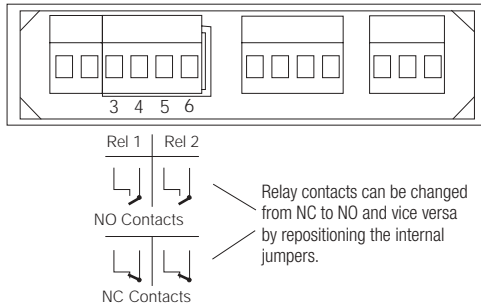 3 4 5 6
Rel 1 Rel 2
NO Contacts
NC Contacts
Relay contacts can be changed
from NC to NO and vice versa
by repositioning the internal
jumpers.